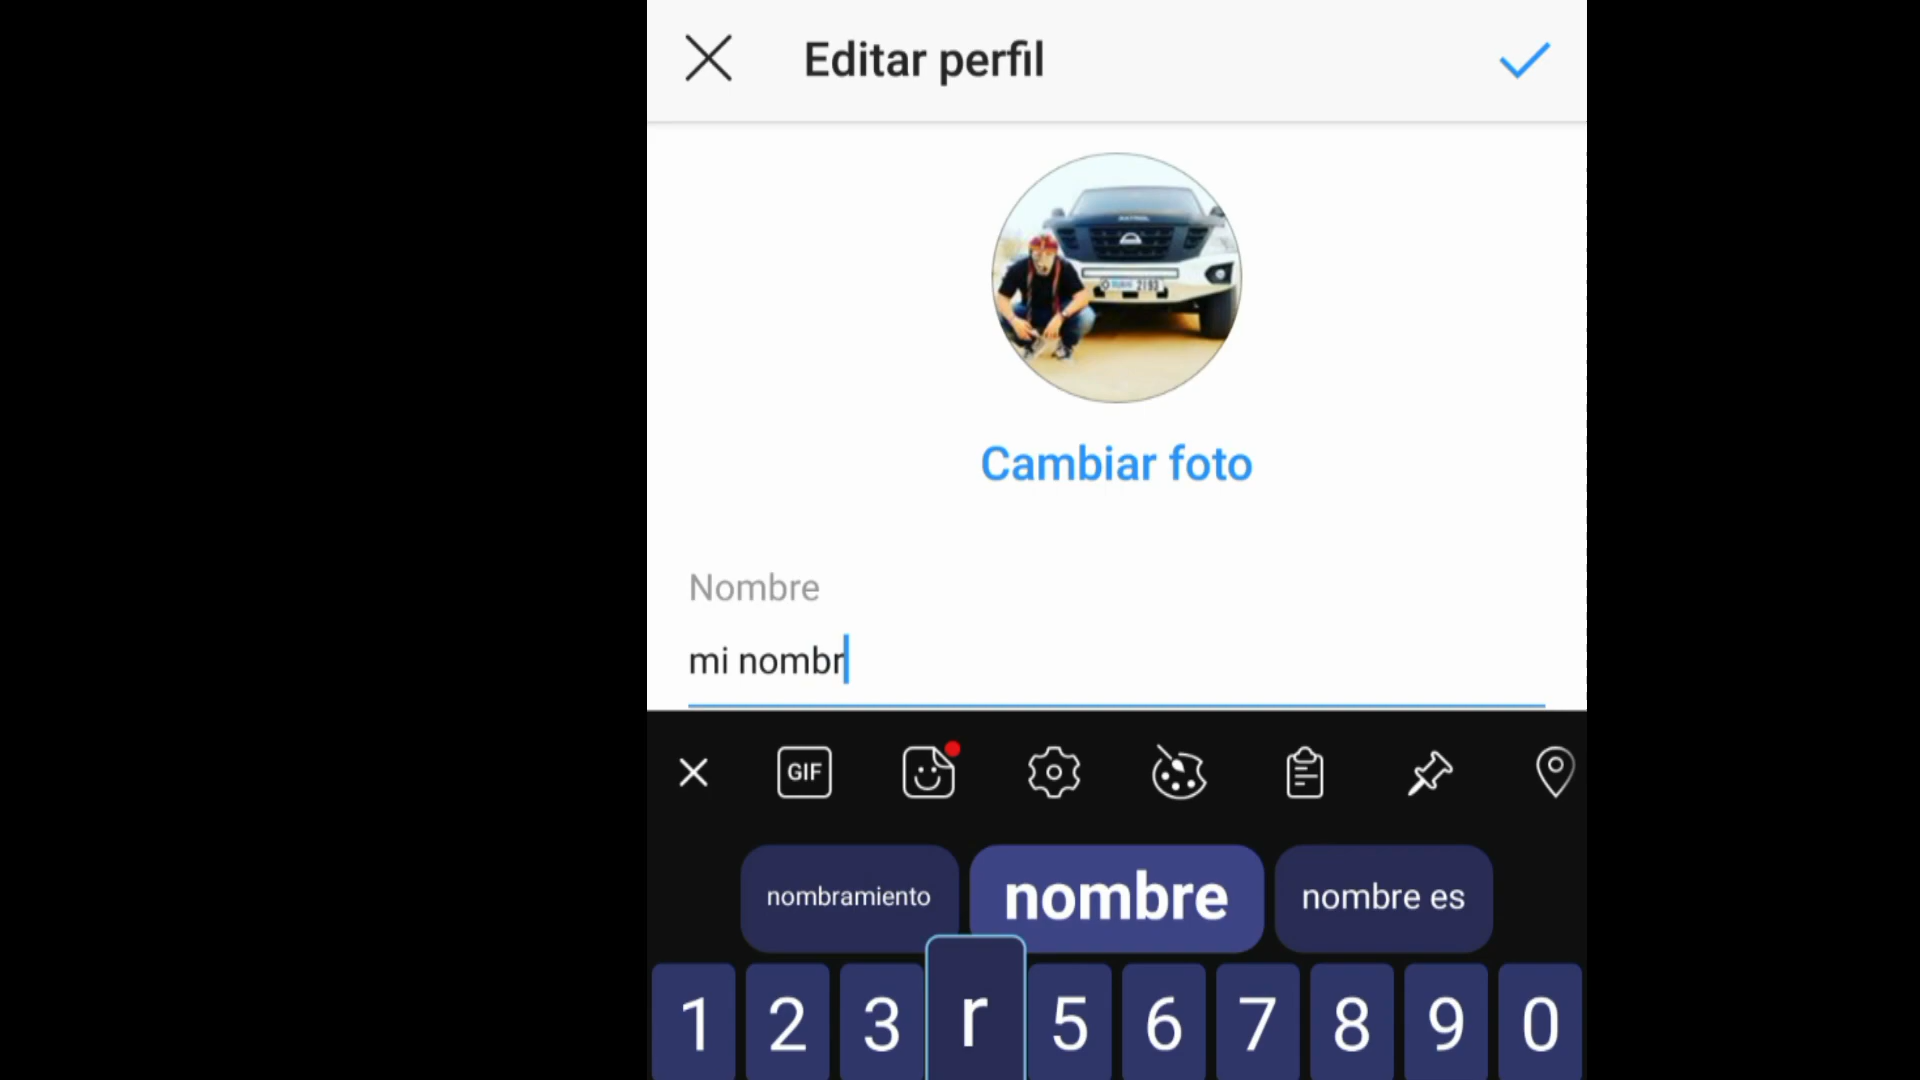 Editar perfil
Cambiar foto
Nombre
mi nombr
GIF
nombramiento nombre nombre es
1 2 3 r 5 6 7 8 9 0